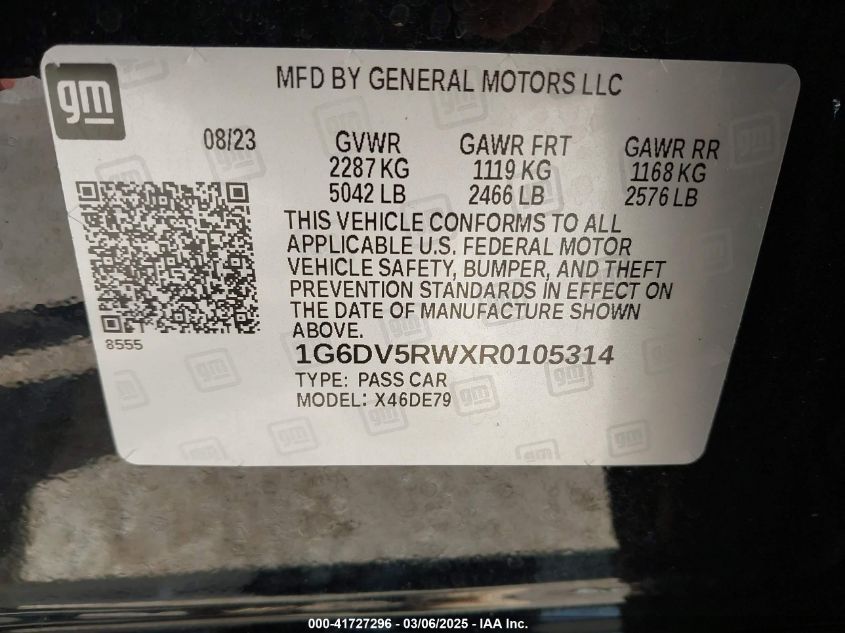 gm
MFD BY GENERAL MOTORS LLC
08/23
GVWR
2287 KG
5042 LB
GAWR FRT
1119 KG
2466 LB
GAWR RR
1168 KG
2576 LB
THIS VEHICLE CONFORMS TO ALL
APPLICABLE U.S. FEDERAL MOTOR
VEHICLE SAFETY, BUMPER, AND THEFT
PREVENTION STANDARDS IN EFFECT ON
THE DATE OF MANUFACTURE SHOWN
ABOVE.
8555
1G6DV5RWXR0105314
TYPE: PASS CAR
MODEL: X46DE79
000-41727296 - 03/06/2025 - IAA Inc.